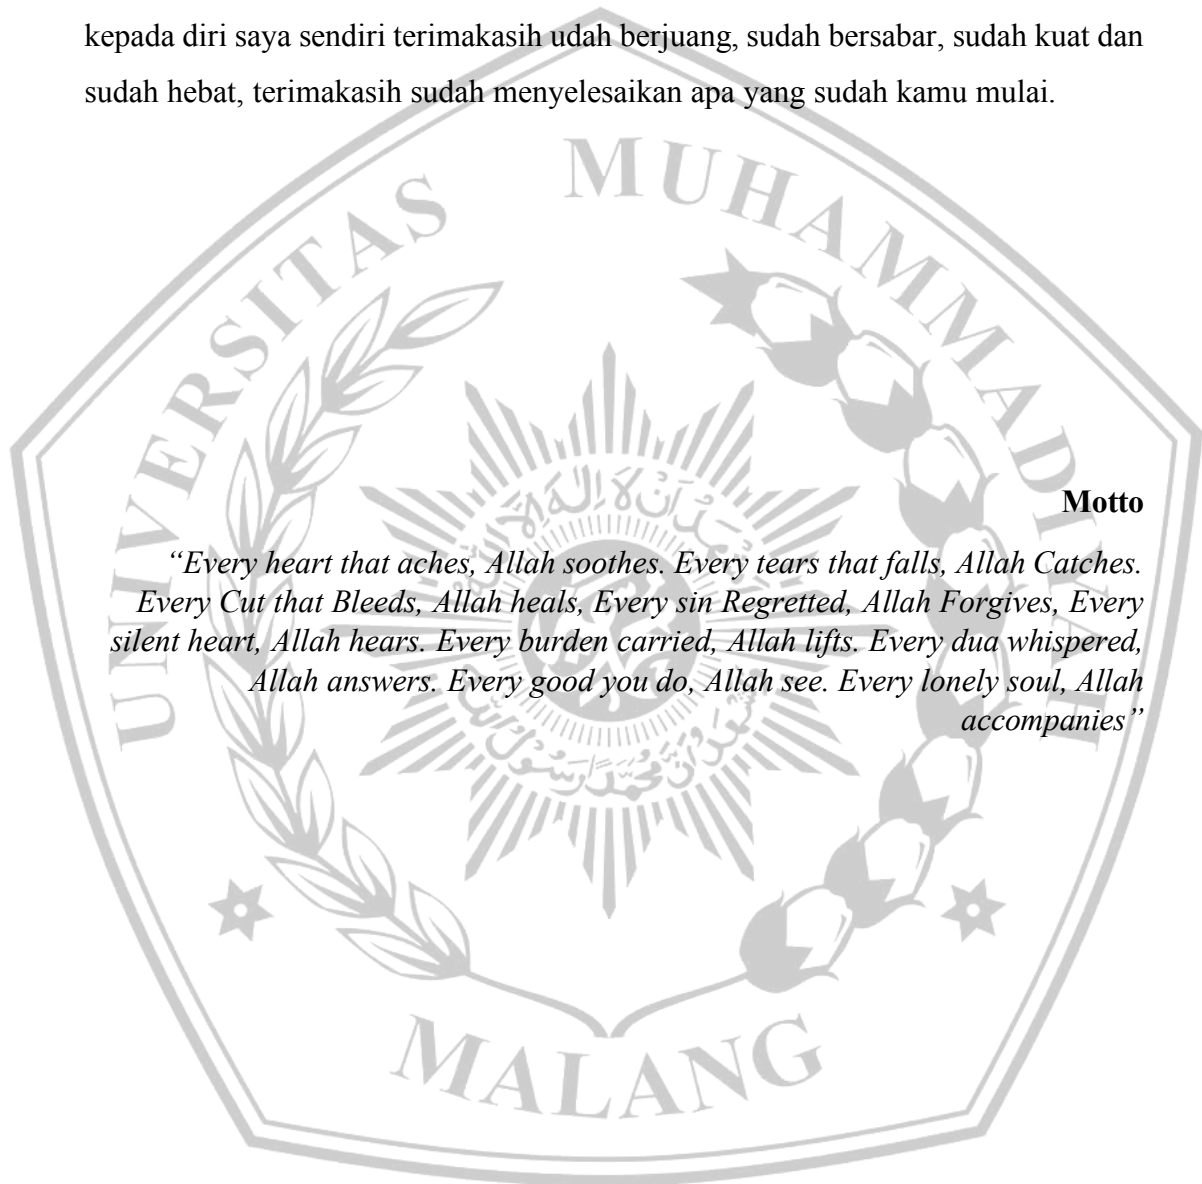 kepada diri saya sendiri terimakasih udah berjuang, sudah bersabar, sudah kuat dan
sudah hebat, terimakasih sudah menyelesaikan apa yang sudah kamu mulai.
UNIVERSITAS MUHAMMADIYAH
Motto
“Every heart that aches, Allah soothes. Every tears that falls, Allah Catches.
Every Cut that Bleeds, Allah heals, Every sin Regretted, Allah Forgives, Every
silent heart, Allah hears. Every burden carried, Allah lifts. Every dua whispered,
Allah answers. Every good you do, Allah see. Every lonely soul, Allah
accompanies”
MALANG